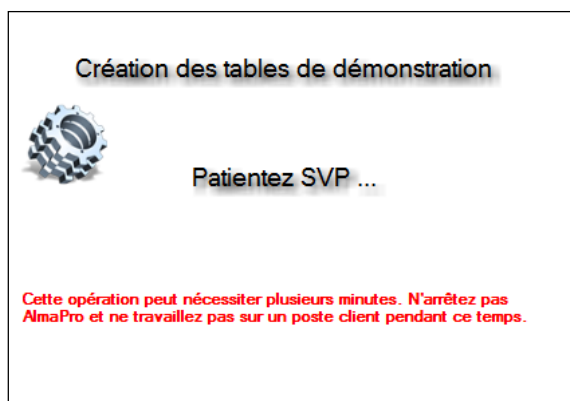 Création des tables de démonstration
Patientez SVP ...
Cette opération peut nécessiter plusieurs minutes. N'arrêtez pas
AlmaPro et ne travaillez pas sur un poste client pendant ce temps.